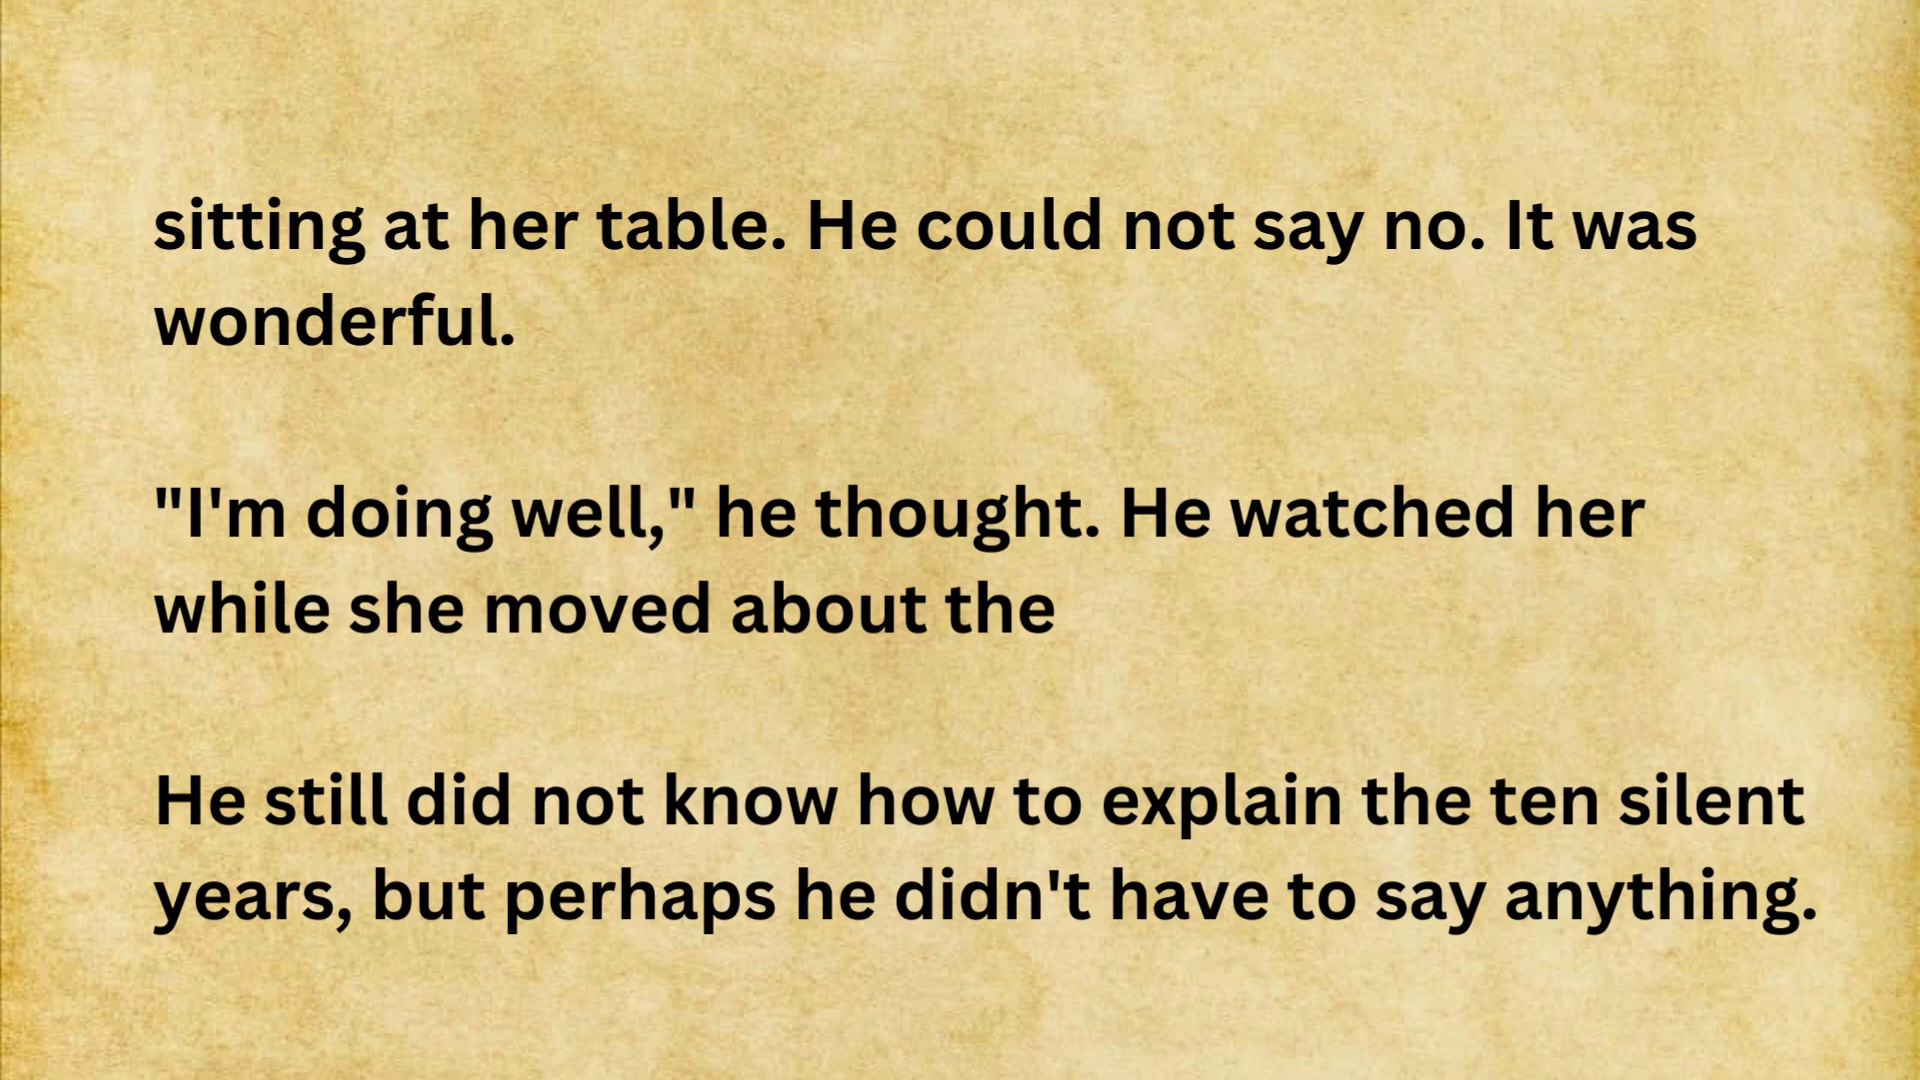 sitting at her table. He could not say no. It was
wonderful.
"I'm doing well," he thought. He watched her
while she moved about the
He still did not know how to explain the ten silent
years, but perhaps he didn't have to say anything.